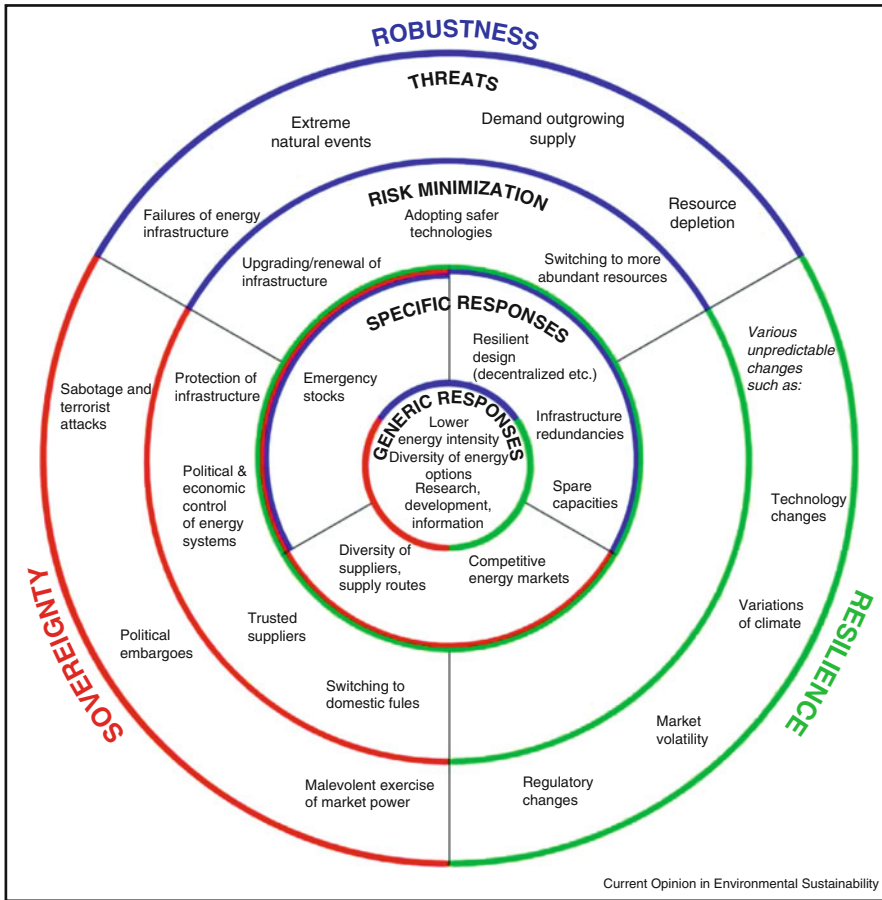 ROBUSTNESS
THREATS
Extreme
natural events
Demand outgrowing
supply
Failures of energy
infrastructure
Resource
depletion
RISK MINIMIZATION
Adopting safer
technologies
Upgrading/renewal of
infrastructure
Switching to more
abundant resources
SPECIFIC RESPONSES
Resilient
design
(decentralized etc.)
Emergency
stocks
Infrastructure
redundancies
Spare
capacities
Diversity of
suppliers,
supply routes
Competitive
energy markets
GENERIC RESPONSES
Lower
energy intensity
Diversity of energy
options
Research,
development,
information
Sabotage and
terrorist
attacks
Protection of
infrastructure
Political &
economic
control
of energy
systems
Trusted
suppliers
Political
embargoes
Switching to
domestic fules
Malevolent exercise
of market power
SOVEREIGNTY
Various
unpredictable
changes
such as:
Technology
changes
Variations
of climate
Market
volatility
Regulatory
changes
RESILIENCE
Current Opinion in Environmental Sustainability